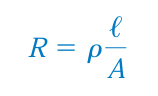 R = ρ ℓ/A